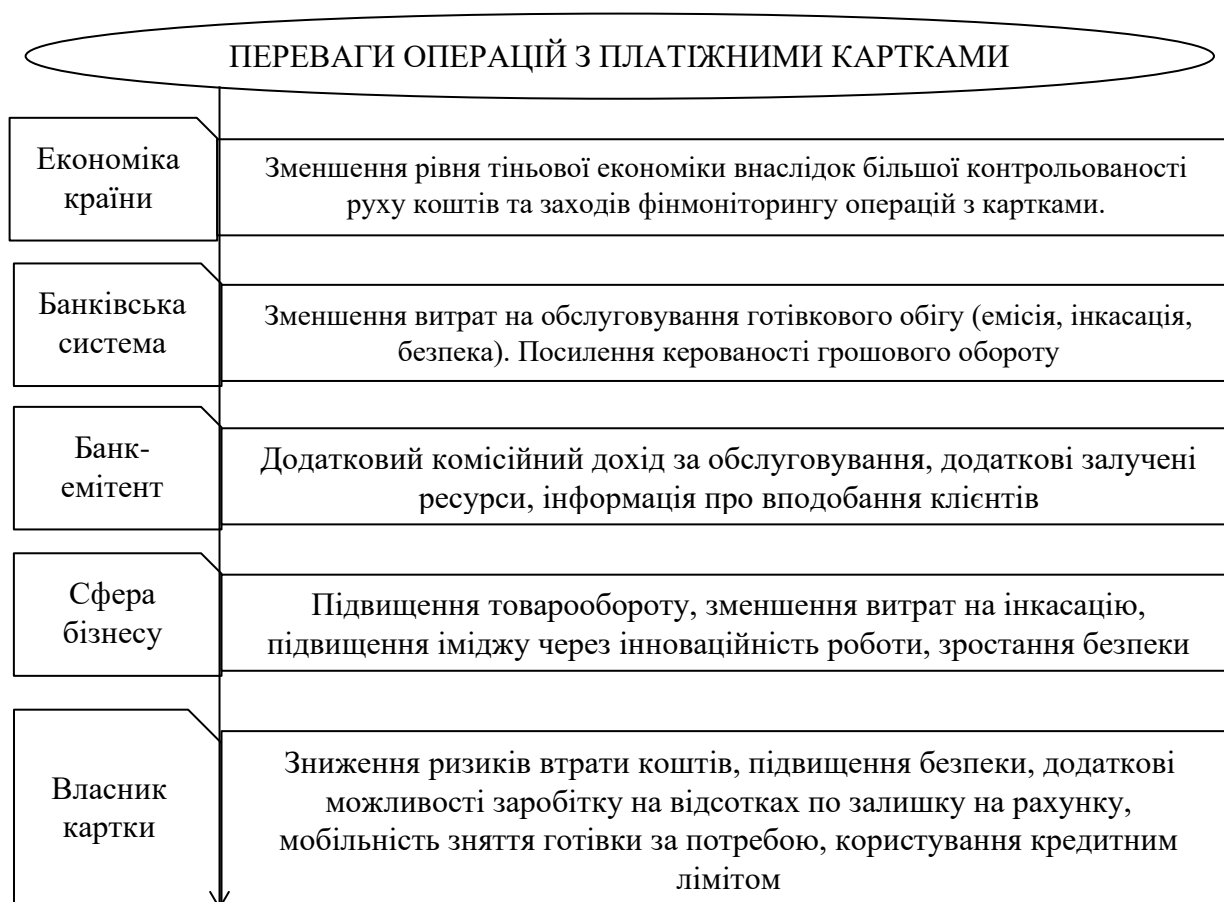 ПЕРЕВАГИ ОПЕРАЦІЙ З ПЛАТІЖНИМИ КАРТКАМИ
Економіка
країни
Зменшення рівня тіньової економіки внаслідок більшої контрольованості
руху коштів та заходів фінмоніторингу операцій з картками.
Банківська
система
Зменшення витрат на обслуговування готівкового обігу (емісія, інкасація,
безпека). Посилення керованості грошового обороту
Банк-
емітент
Додатковий комісійний дохід за обслуговування, додаткові залучені
ресурси, інформація про вподобання клієнтів
Сфера
бізнесу
Підвищення товарообороту, зменшення витрат на інкасацію,
підвищення іміджу через інноваційність роботи, зростання безпеки
Власник
картки
Зниження ризиків втрати коштів, підвищення безпеки, додаткові
можливості заробітку на відсотках по залишку на рахунку,
мобільність зняття готівки за потребою, користування кредитним
лімітом